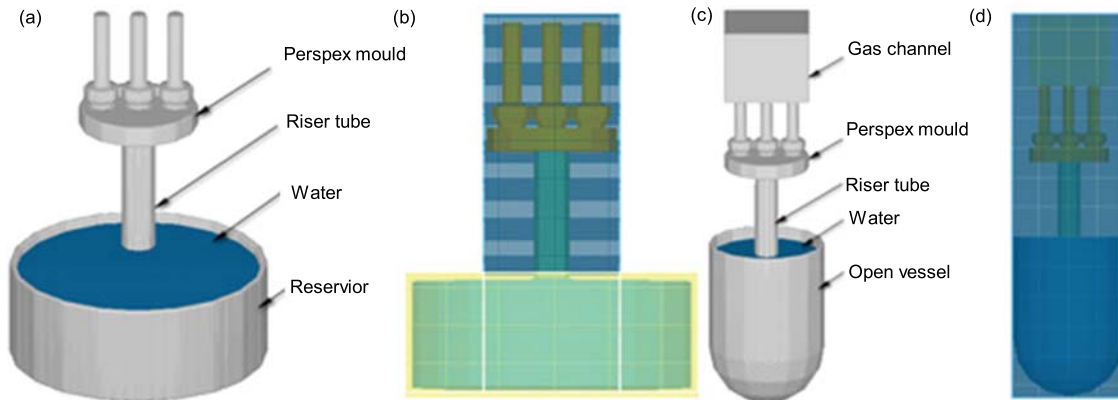 (a)
Perspex mould
Riser tube
Water
Reservior
(b)
(c)
Gas channel
Perspex mould
Riser tube
Water
Open vessel
(d)